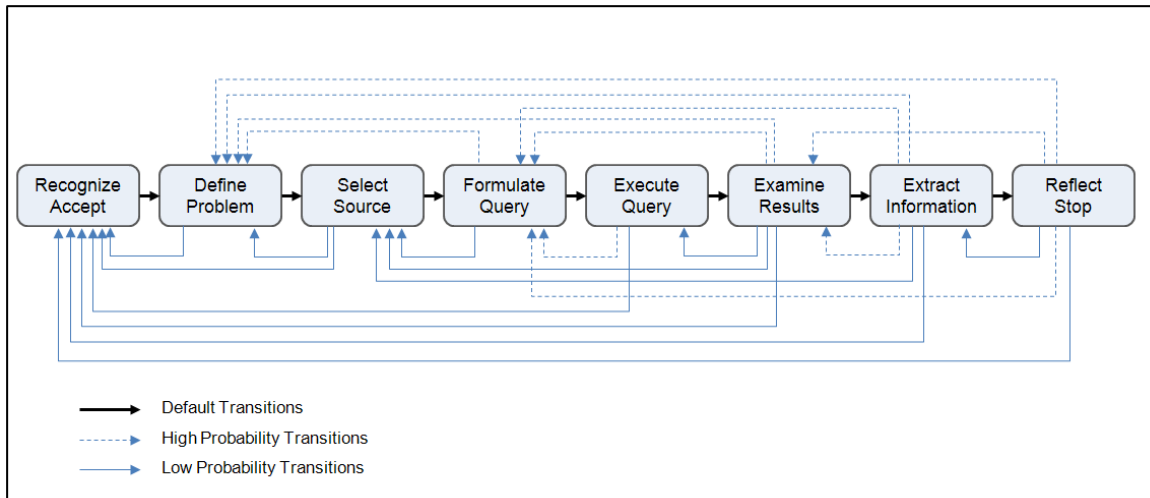 Recognize
Accept
Define
Problem
Select
Source
Formulate
Query
Execute
Query
Examine
Results
Extract
Information
Reflect
Stop
Default Transitions
High Probability Transitions
Low Probability Transitions